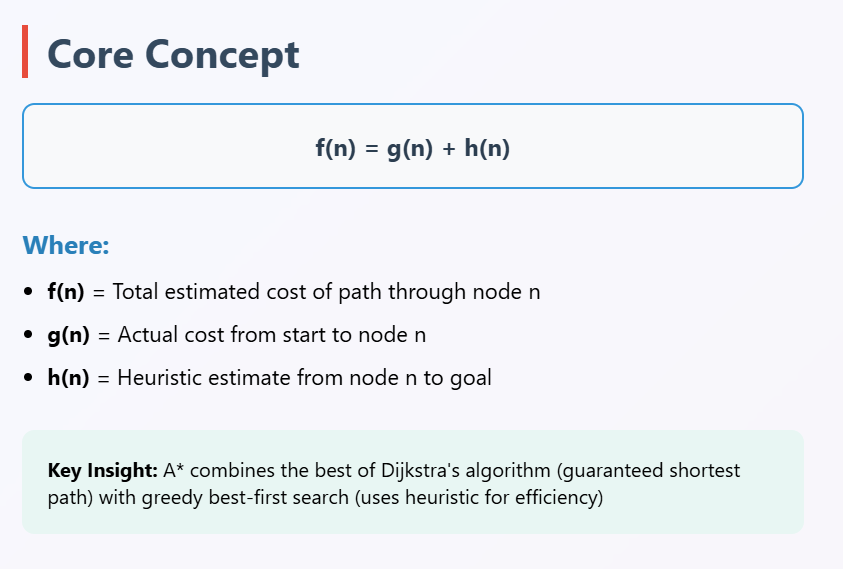 Core Concept
f(n) = g(n) + h(n)
Where:
• f(n) = Total estimated cost of path through node n
• g(n) = Actual cost from start to node n
• h(n) = Heuristic estimate from node n to goal
Key Insight: A* combines the best of Dijkstra's algorithm (guaranteed shortest
path) with greedy best-first search (uses heuristic for efficiency)